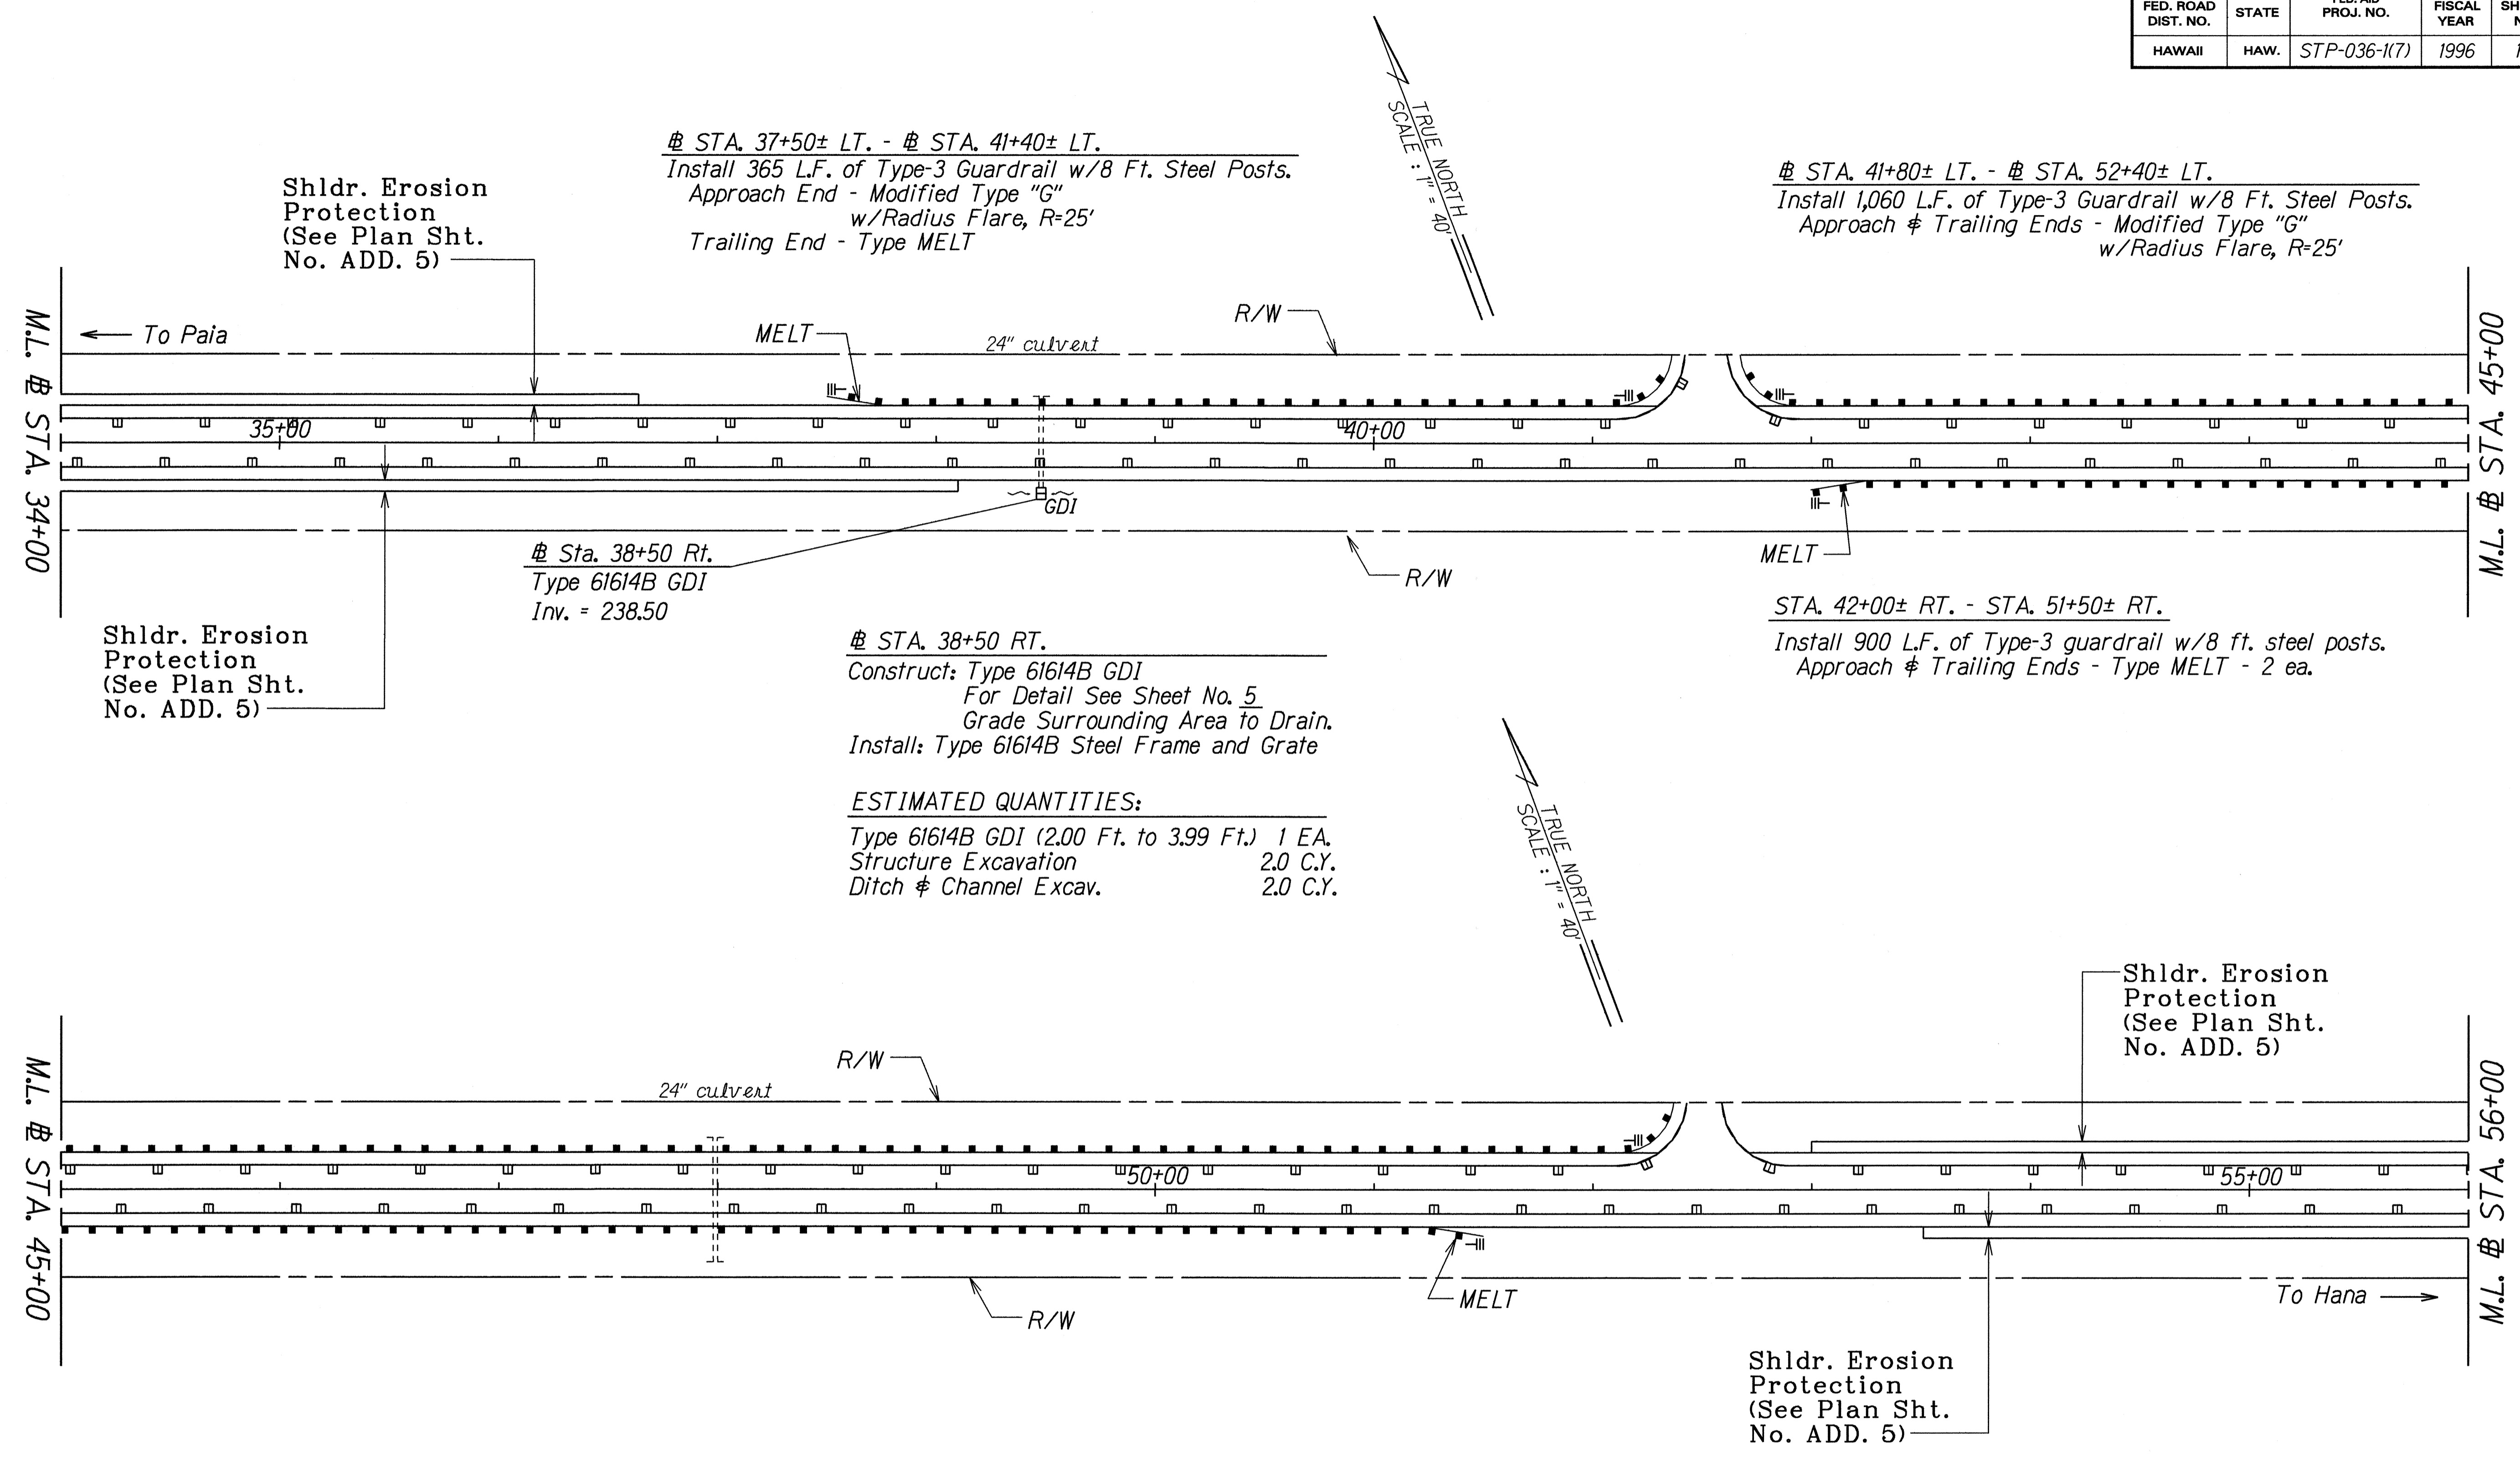 FED. ROAD DIST. NO. STATE PROJ. NO. FISCAL YEAR
HAWAII HAW. STP-036-1(7) 1996
℄ STA. 37+50± LT. - ℄ STA. 41+40± LT.
Install 365 L.F. of Type-3 Guardrail w/8 Ft. Steel Posts.
Approach End - Modified Type "G"
w/Radius Flare, R=25'
Trailing End - Type MELT
TRUE NORTH
SCALE : 1" = 40'
℄ STA. 41+80± LT. - ℄ STA. 52+40± LT.
Install 1,060 L.F. of Type-3 Guardrail w/8 Ft. Steel Posts.
Approach & Trailing Ends - Modified Type "G"
w/Radius Flare, R=25'
Shldr. Erosion
Protection
(See Plan Sht.
No. ADD. 5)
M.L. ℄ STA. 34+00
To Paia
MELT
24" culvert
R/W
35+00
40+00
M.L. ℄ STA. 45+00
GDI
℄ Sta. 38+50 Rt.
Type 61614B GDI
Inv. = 238.50
R/W
MELT
Shldr. Erosion
Protection
(See Plan Sht.
No. ADD. 5)
℄ STA. 38+50 RT.
Construct: Type 61614B GDI
For Detail See Sheet No. 5
Grade Surrounding Area to Drain.
Install: Type 61614B Steel Frame and Grate
STA. 42+00± RT. - STA. 51+50± RT.
Install 900 L.F. of Type-3 guardrail w/8 ft. steel posts.
Approach & Trailing Ends - Type MELT - 2 ea.
ESTIMATED QUANTITIES:
Type 61614B GDI (2.00 Ft. to 3.99 Ft.) 1 EA.
Structure Excavation 2.0 C.Y.
Ditch & Channel Excav. 2.0 C.Y.
TRUE NORTH
SCALE : 1" = 40'
Shldr. Erosion
Protection
(See Plan Sht.
No. ADD. 5)
M.L. ℄ STA. 45+00
24" culvert
R/W
50+00
55+00
M.L. ℄ STA. 56+00
R/W
MELT
To Hana
Shldr. Erosion
Protection
(See Plan Sht.
No. ADD. 5)